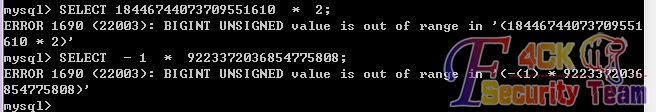 mysql> SELECT 18446744073709551610 * 2;
ERROR 1690 (22003): BIGINT UNSIGNED value is out of range in '(18446744073709551
610 * 2)'
mysql> SELECT - 1 * 9223372036854775808;
ERROR 1690 (22003): BIGINT UNSIGNED value is out of range in '(-(1) * 9223372036
854775808)'
mysql>
F4CK
Security Team